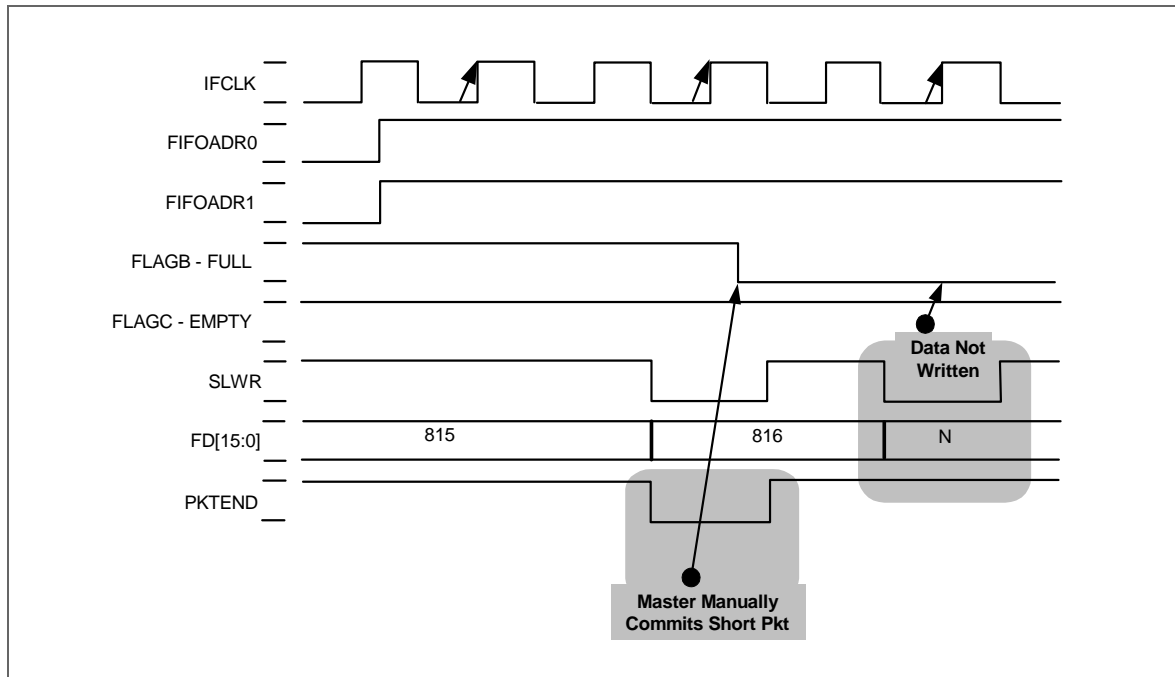 IFCLK
FIFOADR0
FIFOADR1
FLAGB - FULL
FLAGC - EMPTY
Data Not
Written
SLWR
FD[15:0]
815
816
N
PKTEND
Master Manually
Commits Short Pkt